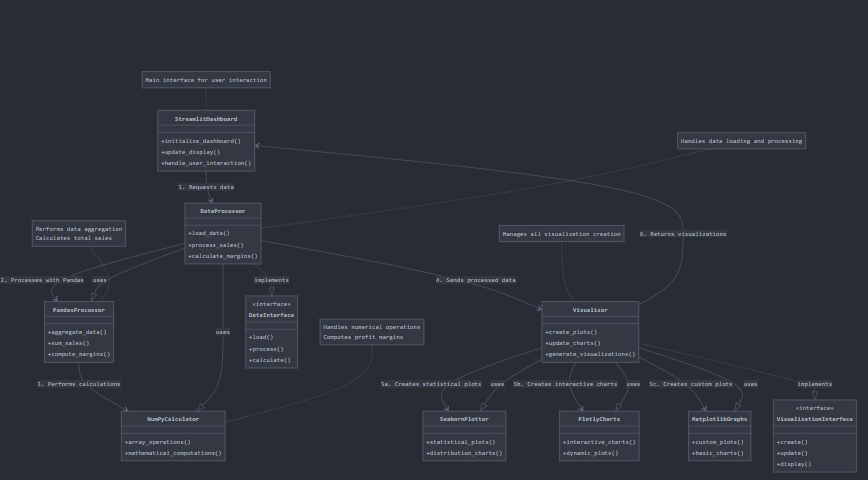 Main interface for user interaction
StreamlitDashboard
+initialize_dashboard()
+update_display()
+handle_user_interaction()
Handles data loading and processing
1. Requests data
DataProcessor
+load_date()
+process_sales()
+calculate_margins()
Performs data aggregation
Calculates total sales
Manages all visualization creation
6. Returns visualizations
2. Processes with Pandas
uses
implements
4. Sends processed data
PandasProcessor
+aggregate_data()
+sum_sales()
+compute_margins()
«interface»
DataInterface
+load()
+process()
+calculate()
Visualizer
+create_plots()
+update_charts()
+generate_visualizations()
Handles numerical operations
Computes profit margins
uses
3. Performs calculations
5a. Creates statistical plots
uses
5b. Creates interactive charts
uses
5c. Creates custom plots
uses
implements
NumPyCalculator
+array_operations()
+mathematical_computations()
SeabornPlotter
+statistical_plots()
+distribution_charts()
PlotlyCharts
+interactive_charts()
+dynamic_plots()
MatplotlibGraphs
+custom_plots()
+basic_charts()
«interface»
VisualizationInterface
+create()
+update()
+display()